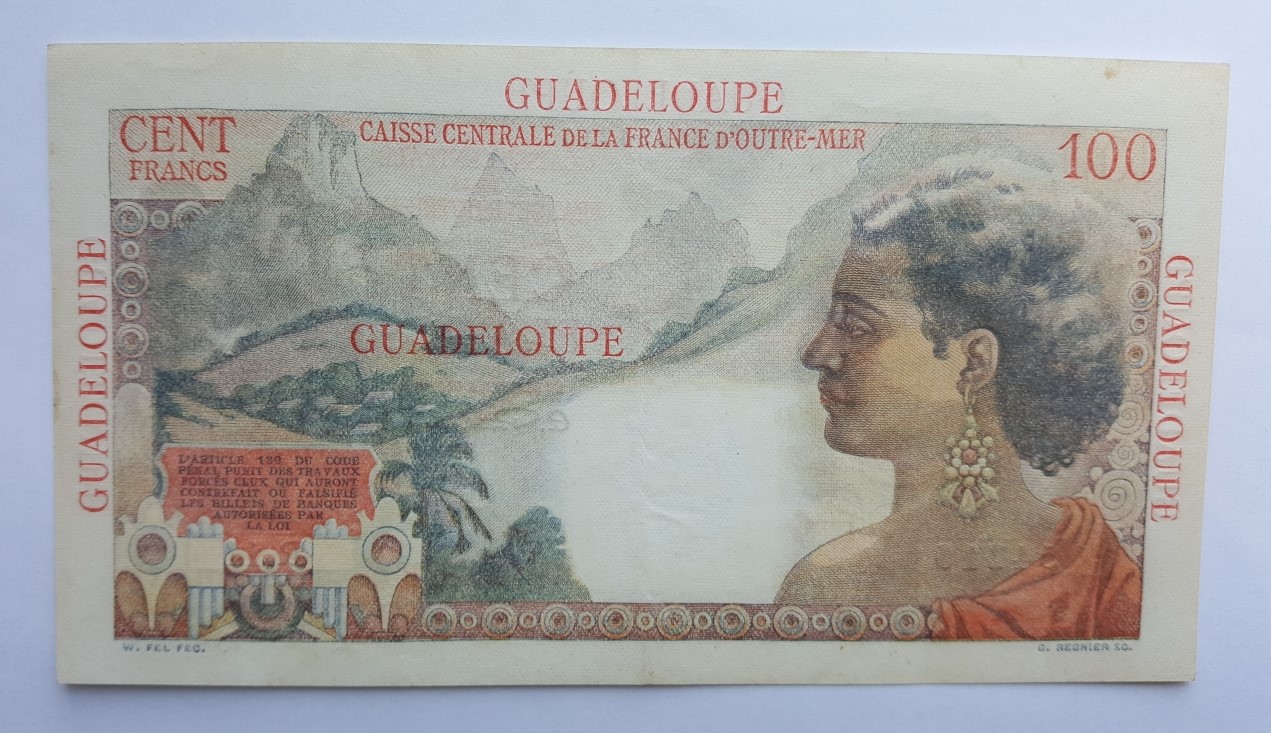 GUADELOUPE
CENT
FRANCS
CAISSE CENTRALE DE LA FRANCE D'OUTRE-MER
100
GUADELOUPE
GUADELOUPE
GUADELOUPE
L'ARTICLE 139 DU CODE
PÉNAL PUNIT DES TRAVAUX
FORCÉS CEUX QUI AURONT
CONTREFAIT OU FALSIFIÉ
LES BILLETS DE BANQUES
AUTORISÉES PAR
LA LOI
W. FEL FEC.
G. REGNIER SC.